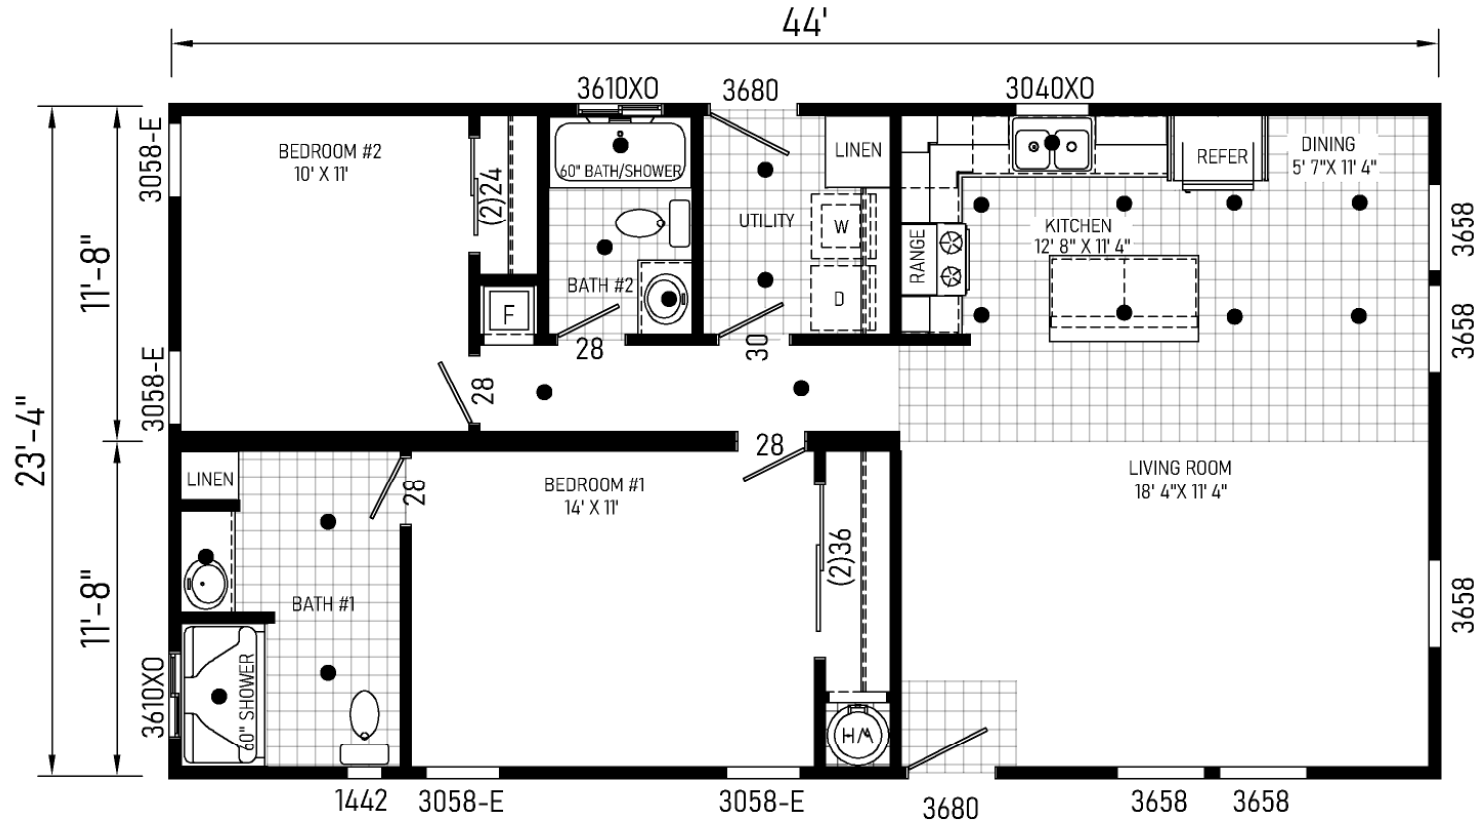 44'
3610XO
3680
3040XO
3058-E
BEDROOM #2
10' X 11'
(2)24
60" BATH/SHOWER
LINEN
REFER
DINING
5' 7"X 11' 4"
UTILITY
W
KITCHEN
12' 8" X 11' 4"
3658
RANGE
11'-8"
BATH #2
D
F
28
30
3658
3058-E
28
23'-4"
28
LINEN
28
BEDROOM #1
14' X 11'
LIVING ROOM
18' 4"X 11' 4"
(2)36
11'-8"
BATH #1
3658
3610XO
60" SHOWER
W/H
1442
3058-E
3058-E
3680
3658
3658